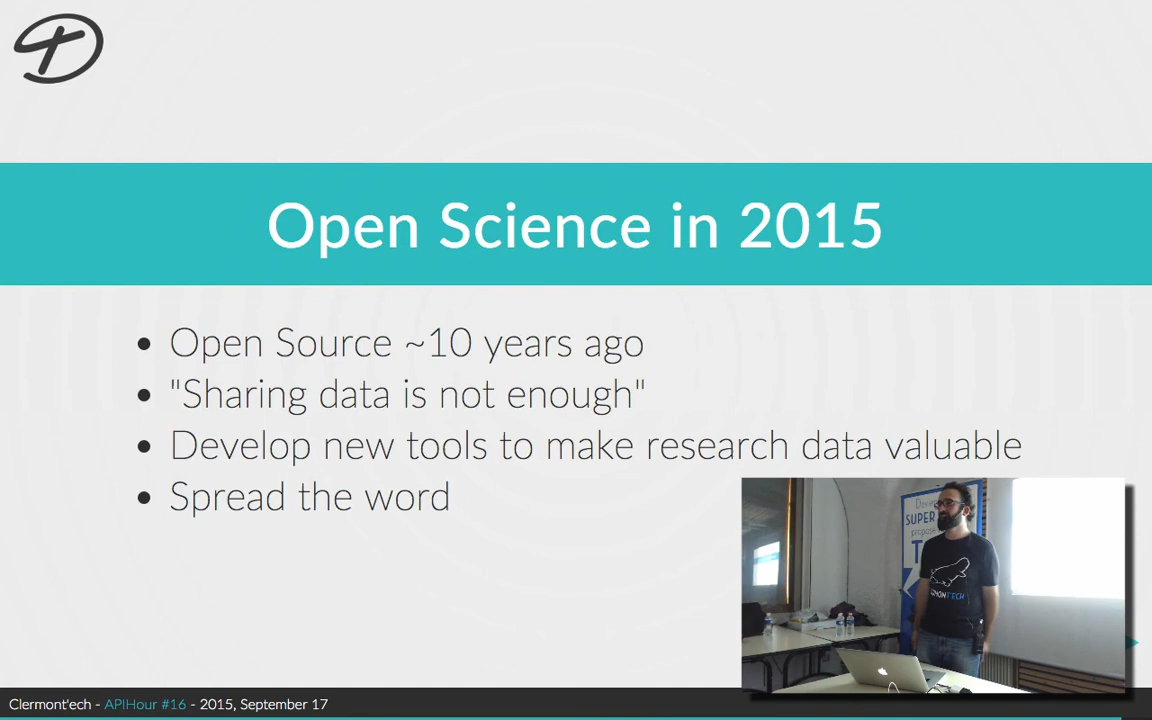 Open Science in 2015
Open Source ~10 years ago
"Sharing data is not enough"
Develop new tools to make research data valuable
Spread the word
SUPER
Clermont'ech - APIHour #16 - 2015, September 17